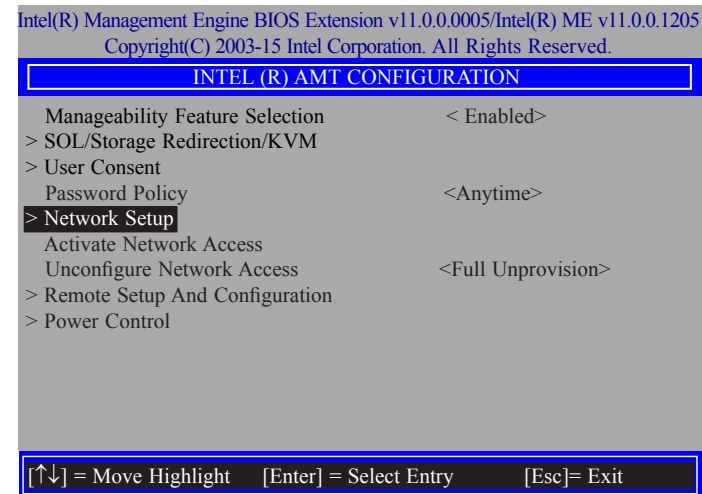 Intel(R) Management Engine BIOS Extension v11.0.0.0005/Intel(R) ME v11.0.0.1205
Copyright(C) 2003-15 Intel Corporation. All Rights Reserved.
INTEL (R) AMT CONFIGURATION
Manageability Feature Selection < Enabled>
> SOL/Storage Redirection/KVM
> User Consent
Password Policy <Anytime>
> Network Setup
Activate Network Access
Unconfigure Network Access <Full Unprovision>
> Remote Setup And Configuration
> Power Control
[↑↓] = Move Highlight [Enter] = Select Entry [Esc]= Exit